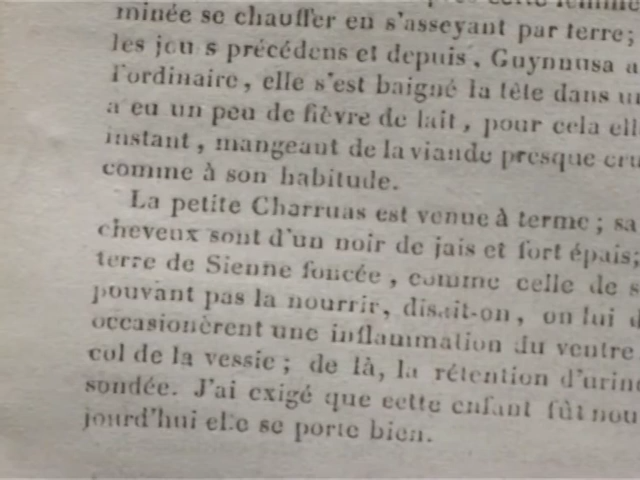 minée se chauffer en s'asseyant par terre;
les jou s précédens et depuis, Guynuusa a
l'ordinaire, elle s'est baigné la tête dans
a eu un peu de fièvre de lait, pour cela ell
instant, mangeant de la viande presque cru
comme à son habitude.
La petite Charruas est venue à terme; sa
cheveux sont d'un noir de jais et fort épais;
terre de Sienne foncée, comme celle de s
pouvant pas la nourrir, disait-on, on lui d
occasionèrent une inflammation du ventre
col de la vessie; de là, la rétention d'urine
sondée. J'ai exigé que cette enfant fût nou
jourd'hui elle se porte bien.